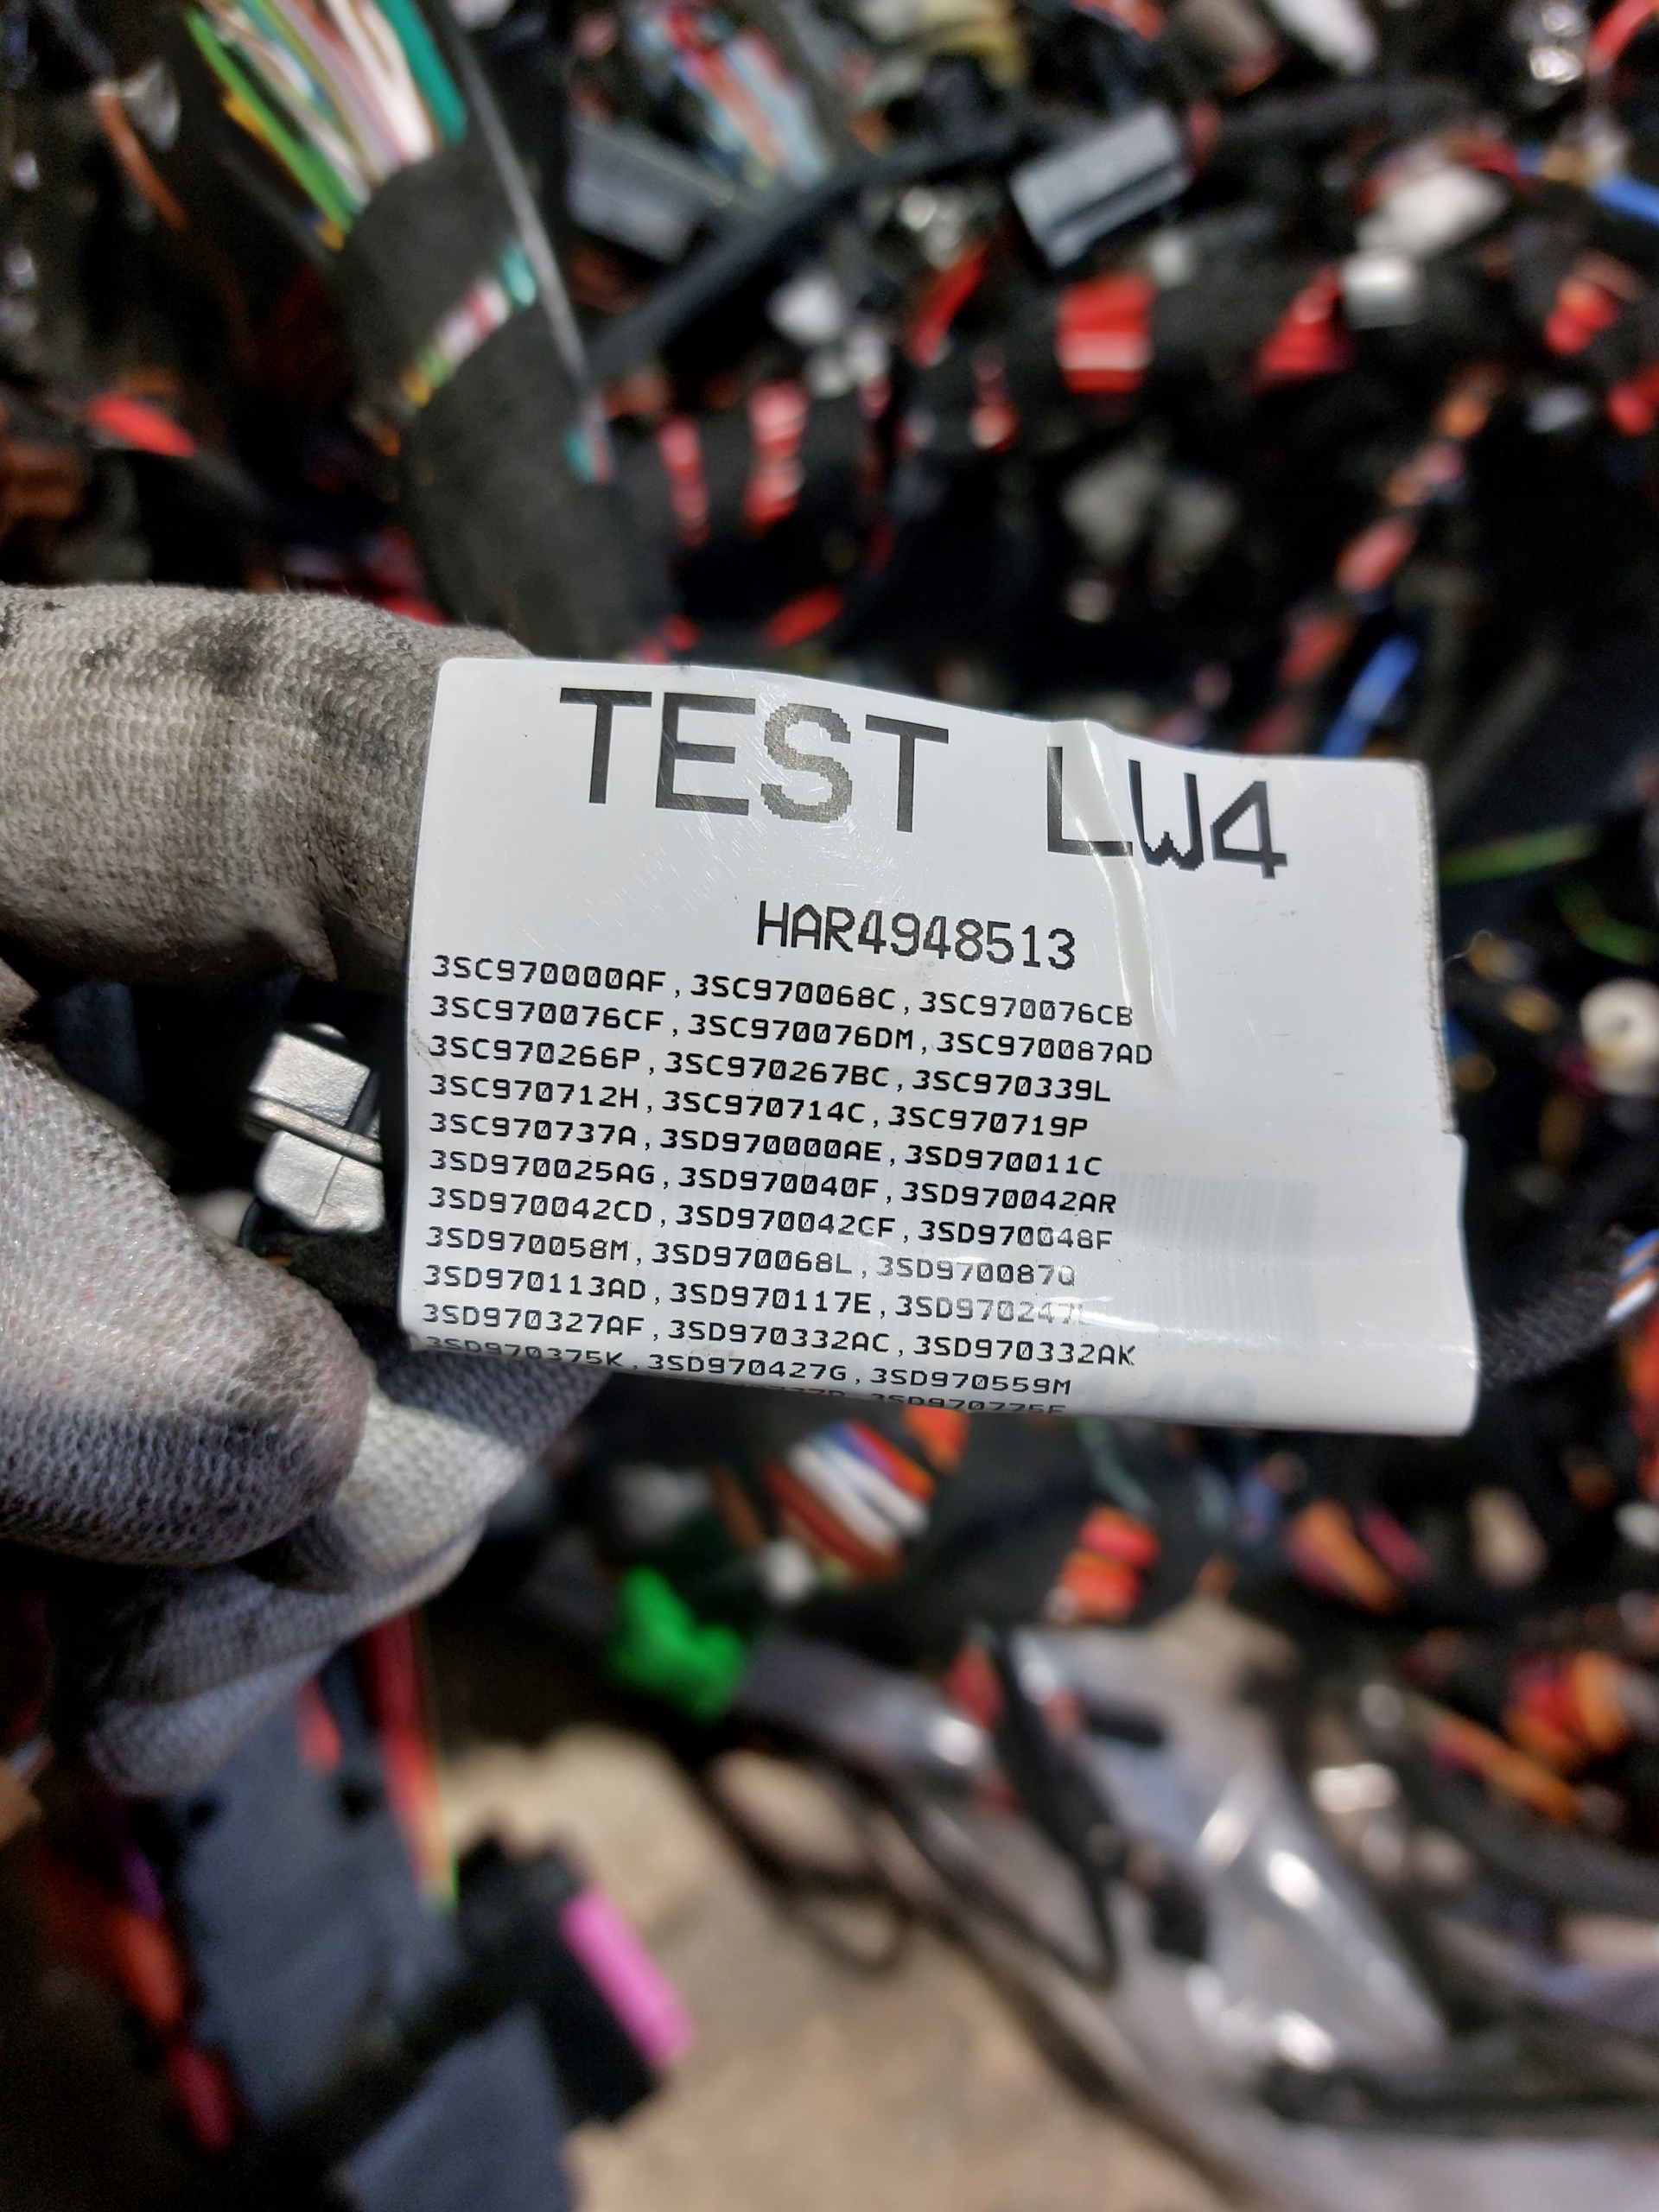 TEST LW4
HAR4948513
3SC970000AF,3SC970068C,3SC970076CB
3SC970076CF,3SC970076DM,3SC970087AD
3SC970266P,3SC970267BC,3SC970339L
3SC970712H,3SC970714C,3SC970719P
3SC970737A,3SD970000AE,3SD970011C
3SD970025AG,3SD970040F,3SD970042AR
3SD970042CD,3SD970042CF,3SD970048F
3SD970058M,3SD970068L,3SD970087Q
3SD970113AD,3SD970117E,
3SD970327AF,3SD970332AC,3SD970332AK
3SD970375K,3SD970427G,3SD970559M